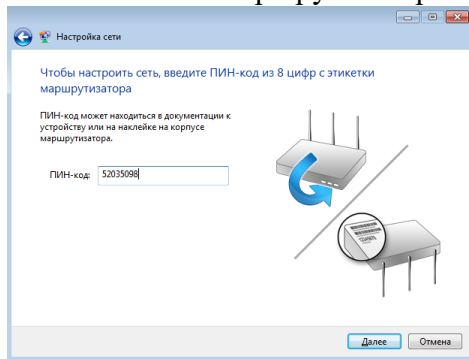 Настройка сети
Чтобы настроить сеть, введите ПИН-код из 8 цифр с этикетки
маршрутизатора
ПИН-код может находиться в документации к
устройству или на наклейке на корпусе
маршрутизатора.
ПИН-код: 52035098
Далее Отмена